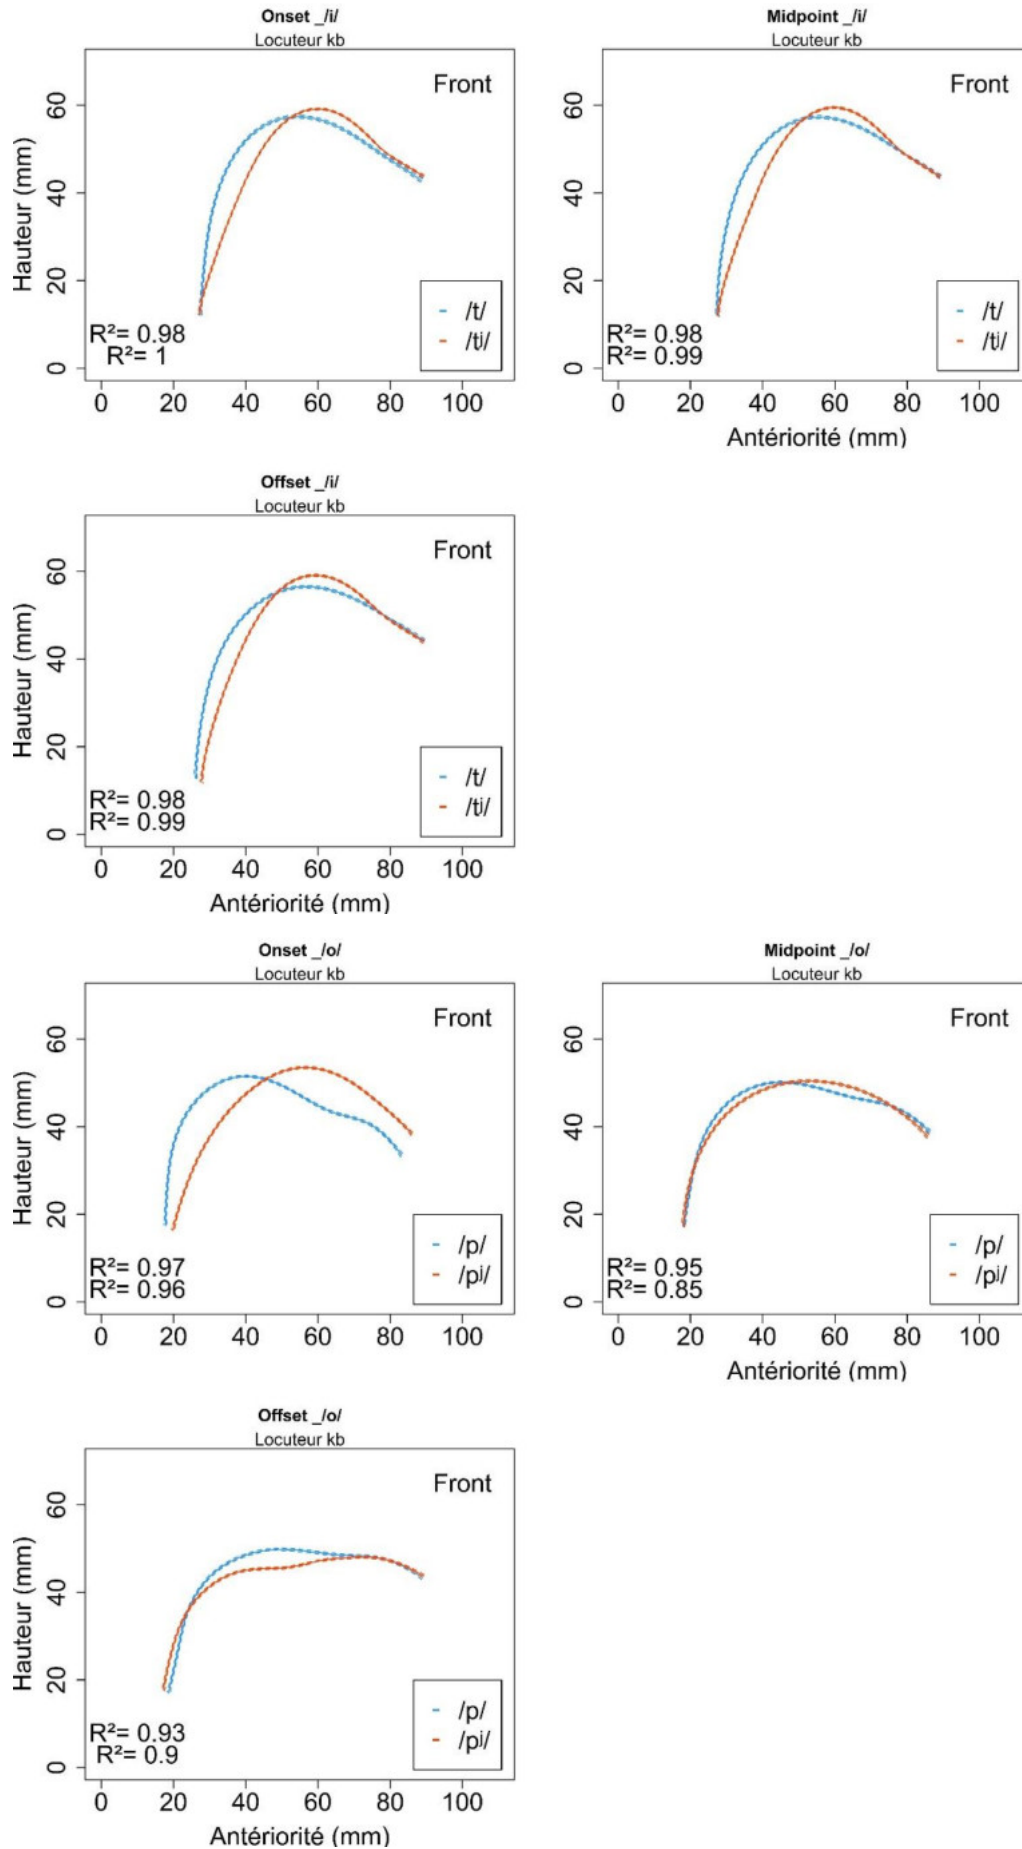 Onset _/i/
Locuteur kb
Front
Hauteur (mm)
60
40
20
0
R²= 0.98
R²= 1
/t/
/tʲ/
0 20 40 60 80 100
Midpoint _/i/
Locuteur kb
Front
60
40
20
0
R²= 0.98
R²= 0.99
/t/
/tʲ/
0 20 40 60 80 100
Antériorité (mm)
Offset _/i/
Locuteur kb
Front
Hauteur (mm)
60
40
20
0
R²= 0.98
R²= 0.99
/t/
/tʲ/
0 20 40 60 80 100
Antériorité (mm)
Onset _/o/
Locuteur kb
Front
Hauteur (mm)
60
40
20
0
R²= 0.97
R²= 0.96
/p/
/pʲ/
0 20 40 60 80 100
Midpoint _/o/
Locuteur kb
Front
60
40
20
0
R²= 0.95
R²= 0.85
/p/
/pʲ/
0 20 40 60 80 100
Antériorité (mm)
Offset _/o/
Locuteur kb
Front
Hauteur (mm)
60
40
20
0
R²= 0.93
R²= 0.9
/p/
/pʲ/
0 20 40 60 80 100
Antériorité (mm)